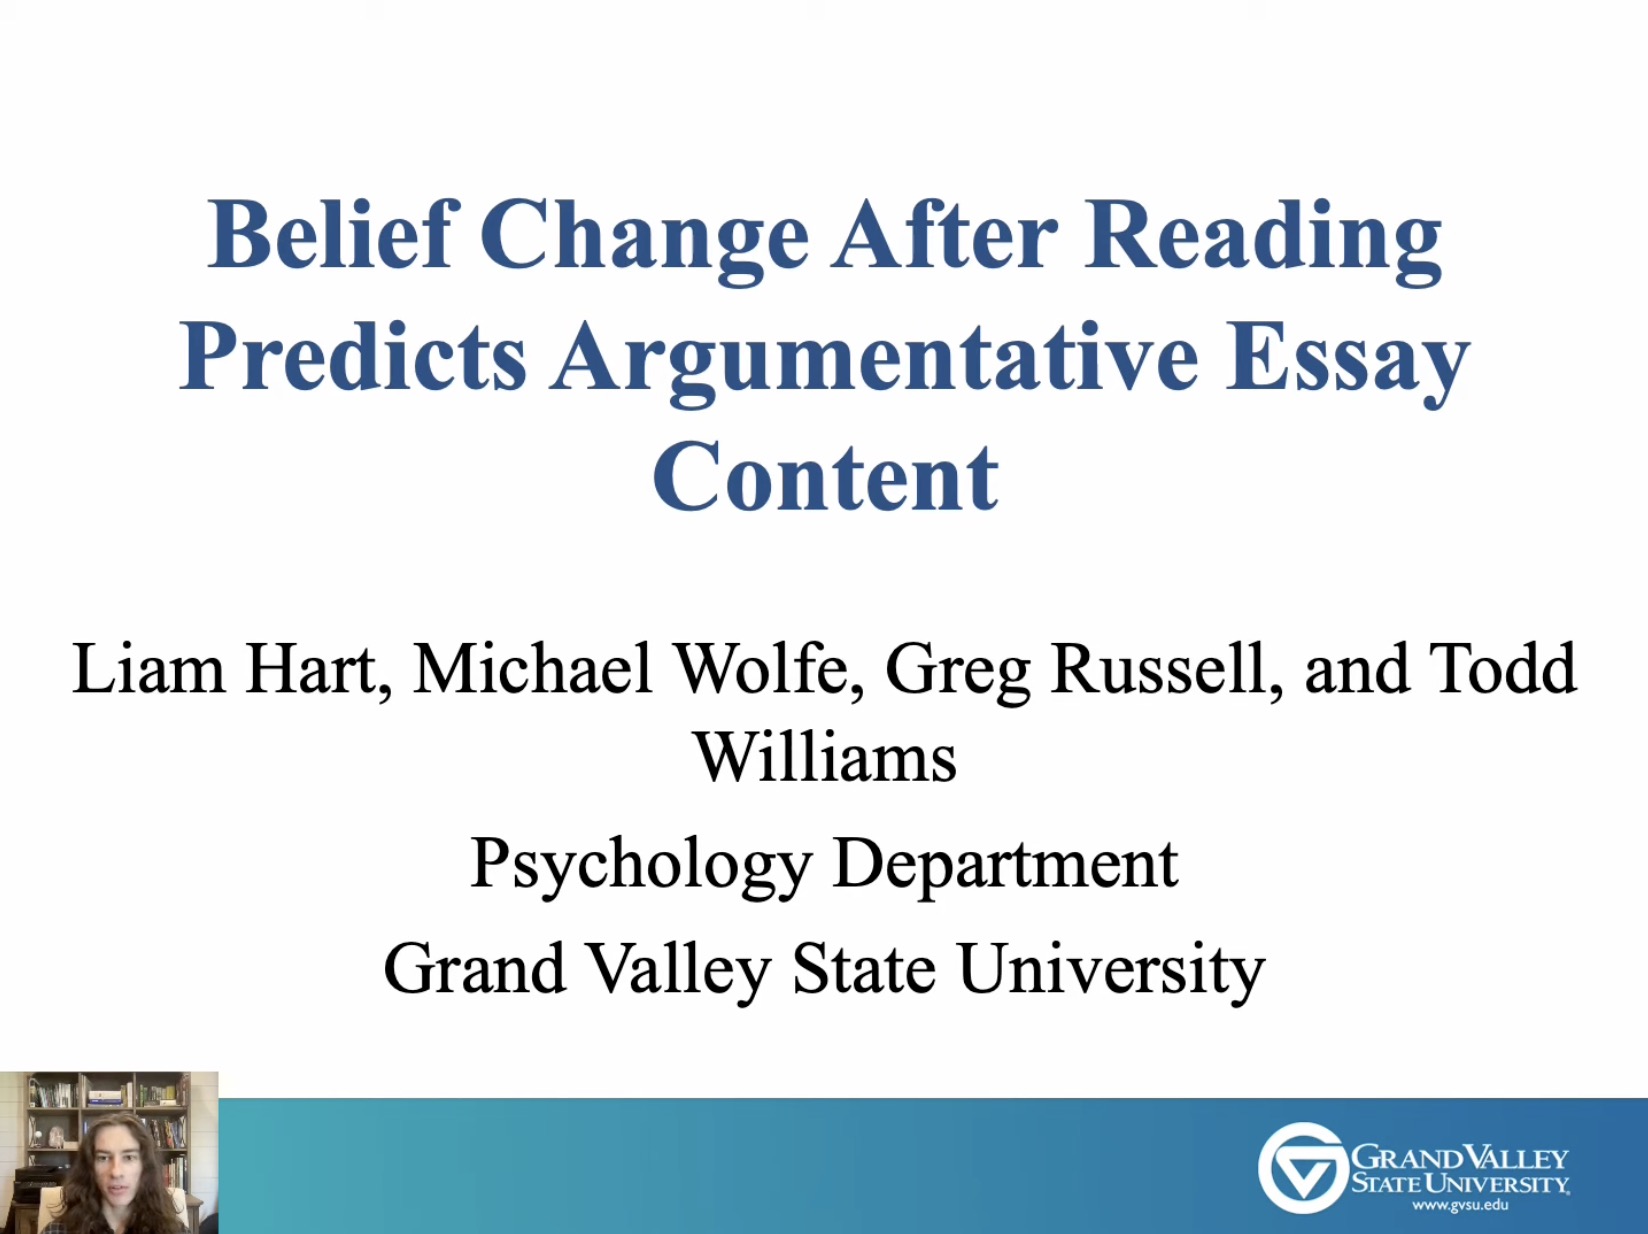 Belief Change After Reading
Predicts Argumentative Essay
Content
Liam Hart, Michael Wolfe, Greg Russell, and Todd
Williams
Psychology Department
Grand Valley State University
GRAND VALLEY
STATE UNIVERSITY.
www.gvsu.edu